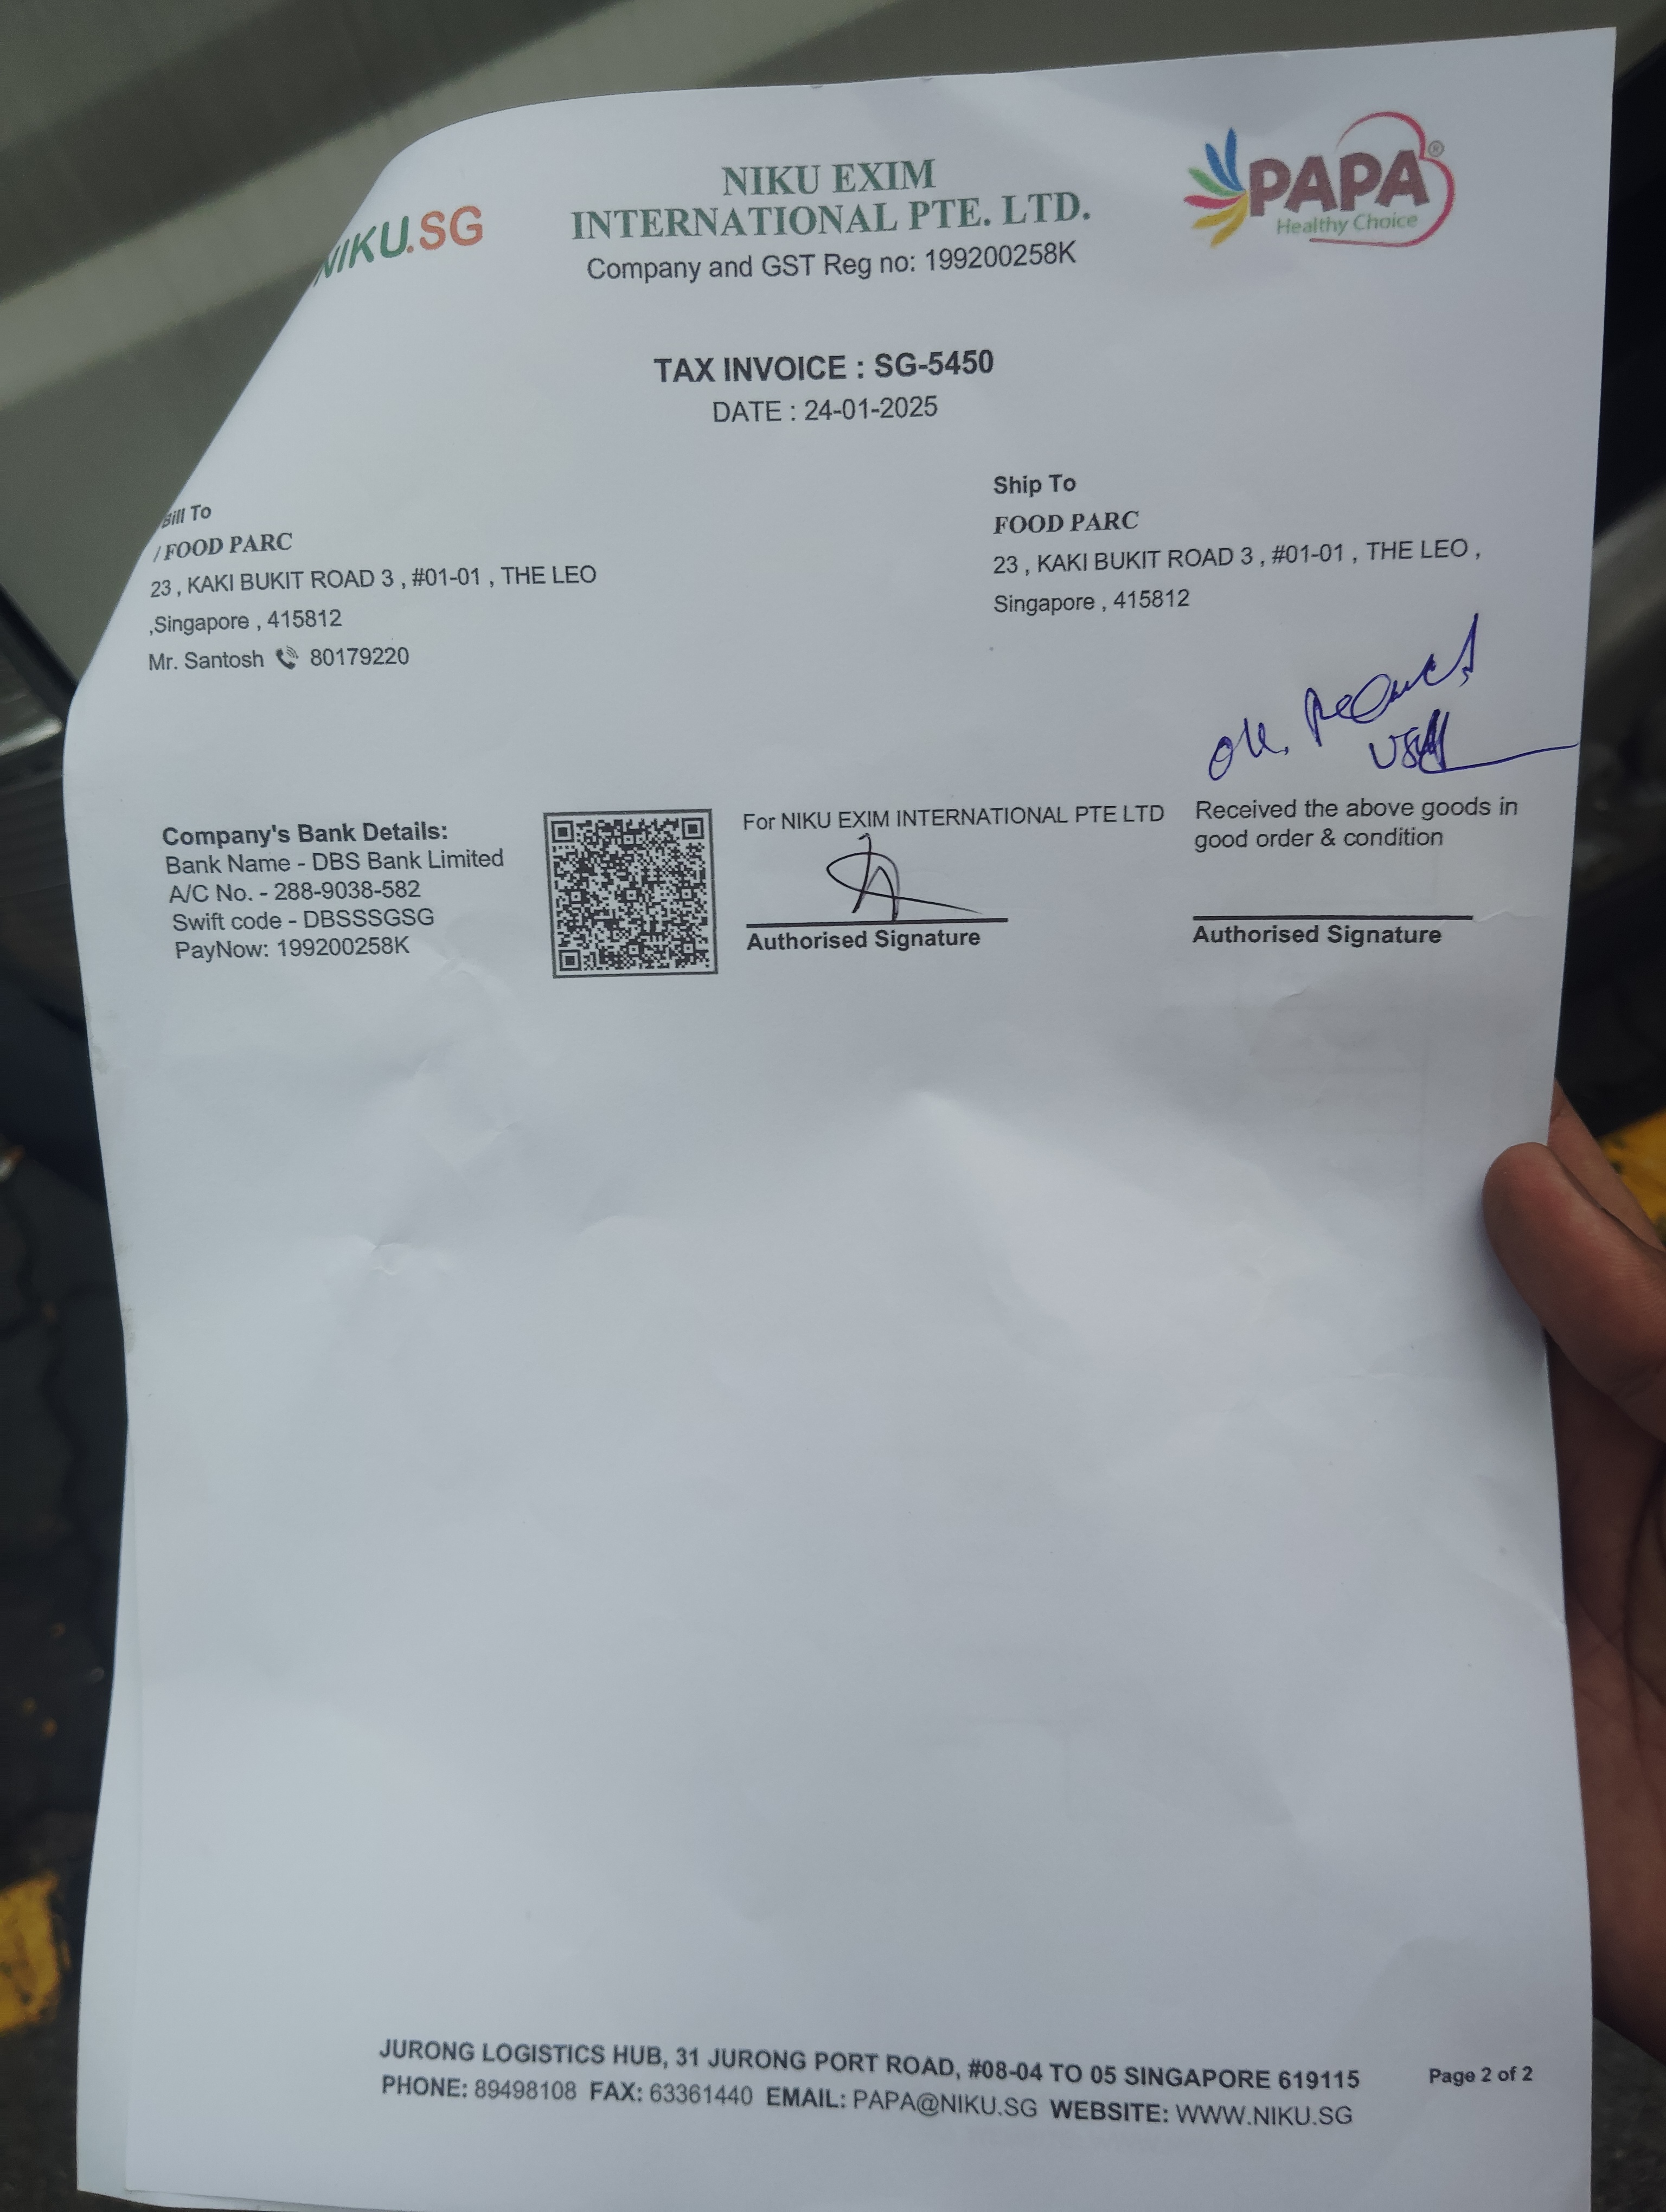 NIKU.SG
NIKU EXIM
INTERNATIONAL PTE. LTD.
Company and GST Reg no: 199200258K
PAPA®
Healthy Choice
TAX INVOICE : SG-5450
DATE : 24-01-2025
Bill To
/ FOOD PARC
23 , KAKI BUKIT ROAD 3 , #01-01 , THE LEO
,Singapore , 415812
Mr. Santosh 80179220
Ship To
FOOD PARC
23 , KAKI BUKIT ROAD 3 , #01-01 , THE LEO ,
Singapore , 415812
Company's Bank Details:
Bank Name - DBS Bank Limited
A/C No. - 288-9038-582
Swift code - DBSSSGSG
PayNow: 199200258K
For NIKU EXIM INTERNATIONAL PTE LTD
Authorised Signature
Received the above goods in
good order & condition
Authorised Signature
JURONG LOGISTICS HUB, 31 JURONG PORT ROAD, #08-04 TO 05 SINGAPORE 619115
PHONE: 89498108 FAX: 63361440 EMAIL: PAPA@NIKU.SG WEBSITE: WWW.NIKU.SG
Page 2 of 2